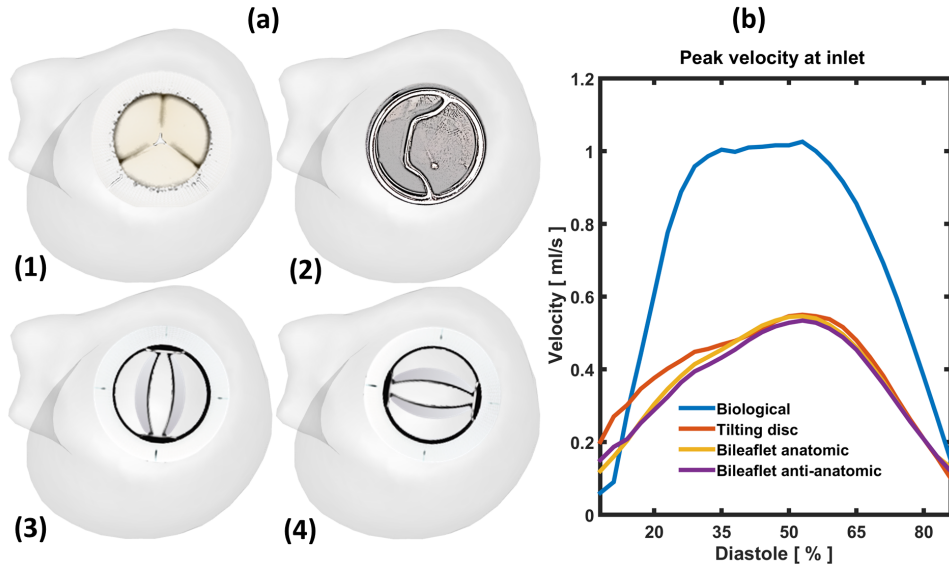 (a)
(b)
(1)
(2)
(3)
(4)
Peak velocity at inlet
Velocity [ ml/s ]
1.2
1
0.8
0.6
0.4
0.2
0
Biological
Tilting disc
Bileaflet anatomic
Bileaflet anti-anatomic
20 35 50 65 80
Diastole [ % ]